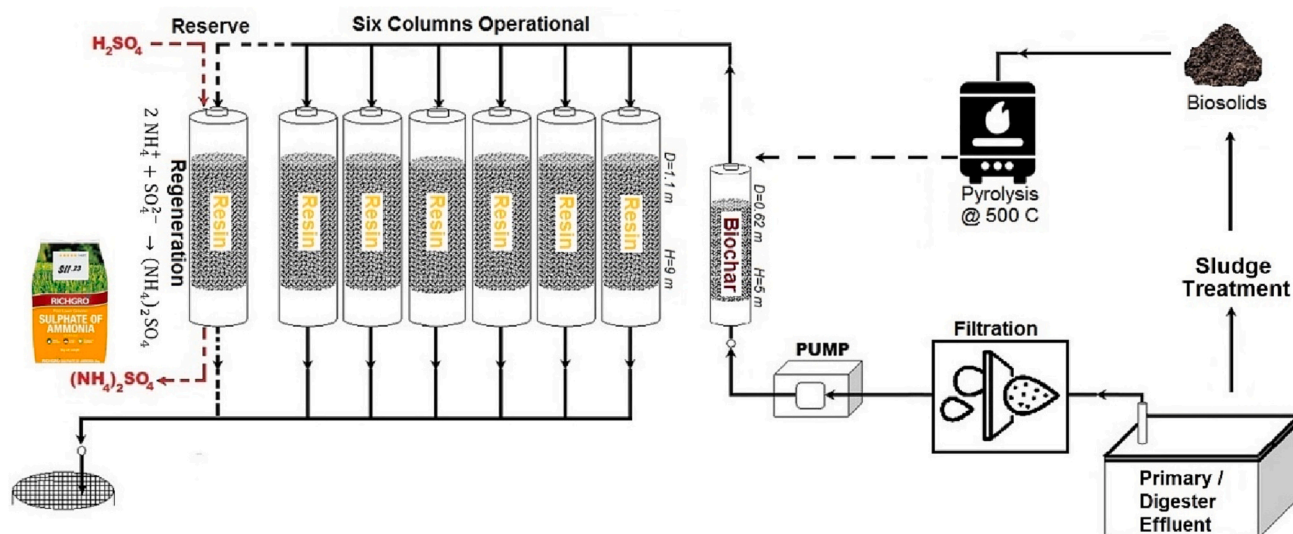 Reserve
Six Columns Operational
H₂SO₄
2 NH₄⁺ + SO₄²⁻ → (NH₄)₂SO₄
Regeneration
Resin
Resin
Resin
Resin
Resin
Resin
Resin
D=1.1 m
H=9 m
D=0.62 m
H=5 m
Biochar
Biosolids
Pyrolysis
@ 500 C
Sludge
Treatment
Filtration
PUMP
RICHGRO
SULPHATE OF
AMMONIA
(NH₄)₂SO₄
Primary /
Digester
Effluent